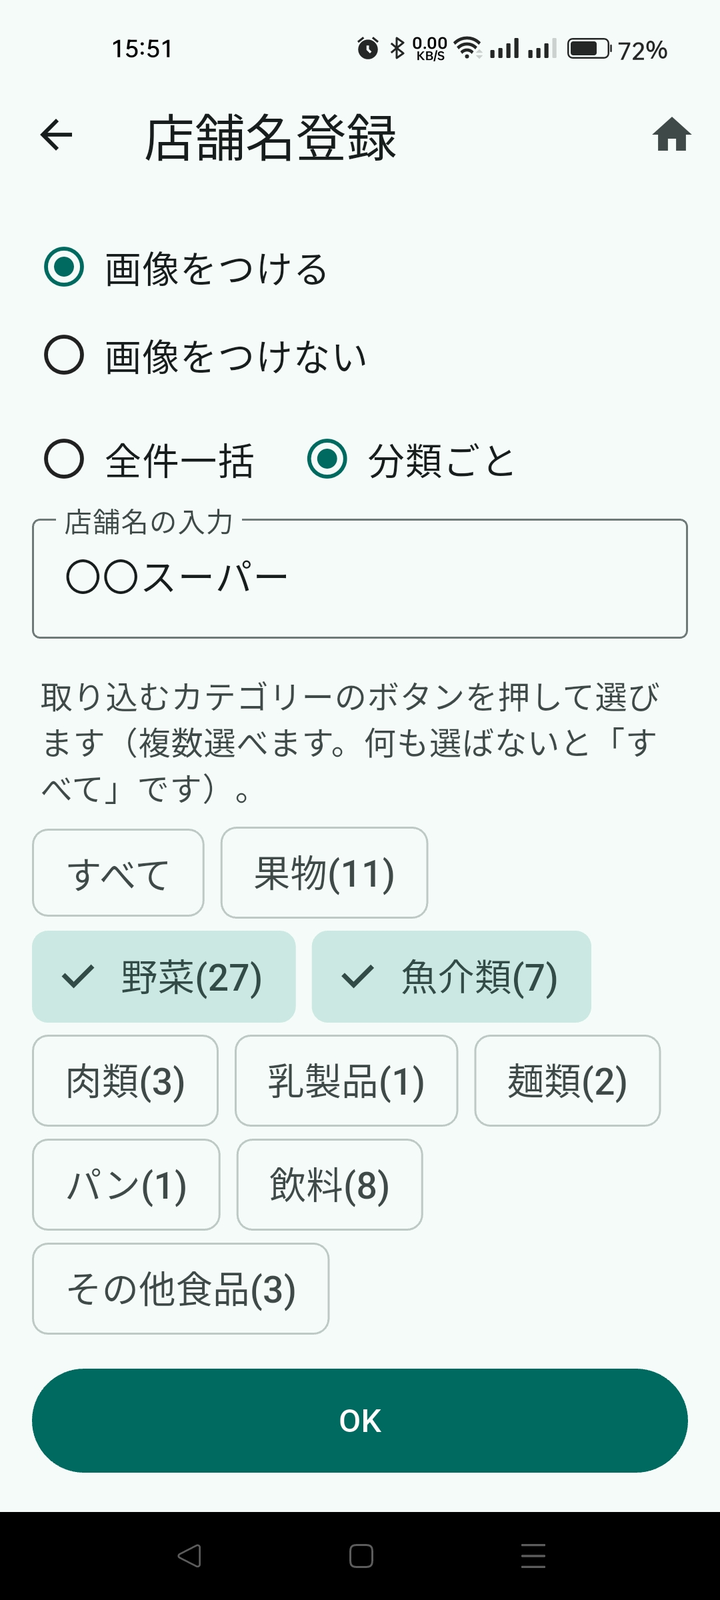 15:51 0.00 KB/S 72%
店舗名登録
画像をつける
画像をつけない
全件一括 分類ごと
店舗名の入力
〇〇スーパー
取り込むカテゴリーのボタンを押して選び
ます（複数選べます。何も選ばないと「す
べて」です）。
すべて 果物(11)
野菜(27) 魚介類(7)
肉類(3) 乳製品(1) 麺類(2)
パン(1) 飲料(8)
その他食品(3)
OK